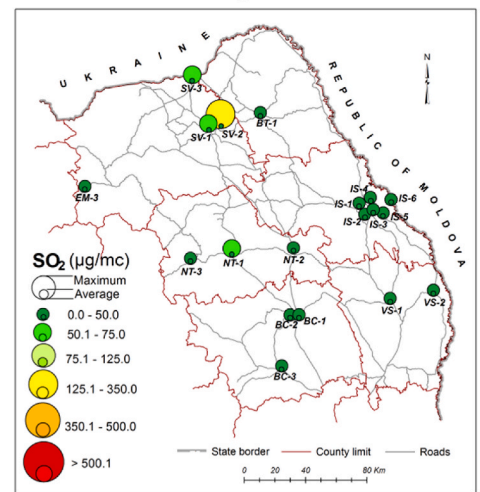 UKRAINE
REPUBLIC OF MOLDOVA
N
SV-3
SV-1
SV-2
BT-1
EM-3
IS-4
IS-1
IS-6
IS-2
IS-3
IS-5
NT-3
NT-1
NT-2
VS-1
VS-2
BC-2
BC-1
BC-3
SO2 (µg/mc)
Maximum
Average
0.0 - 50.0
50.1 - 75.0
75.1 - 125.0
125.1 - 350.0
350.1 - 500.0
> 500.1
State border County limit Roads
0 10 20 40 60 80 Km